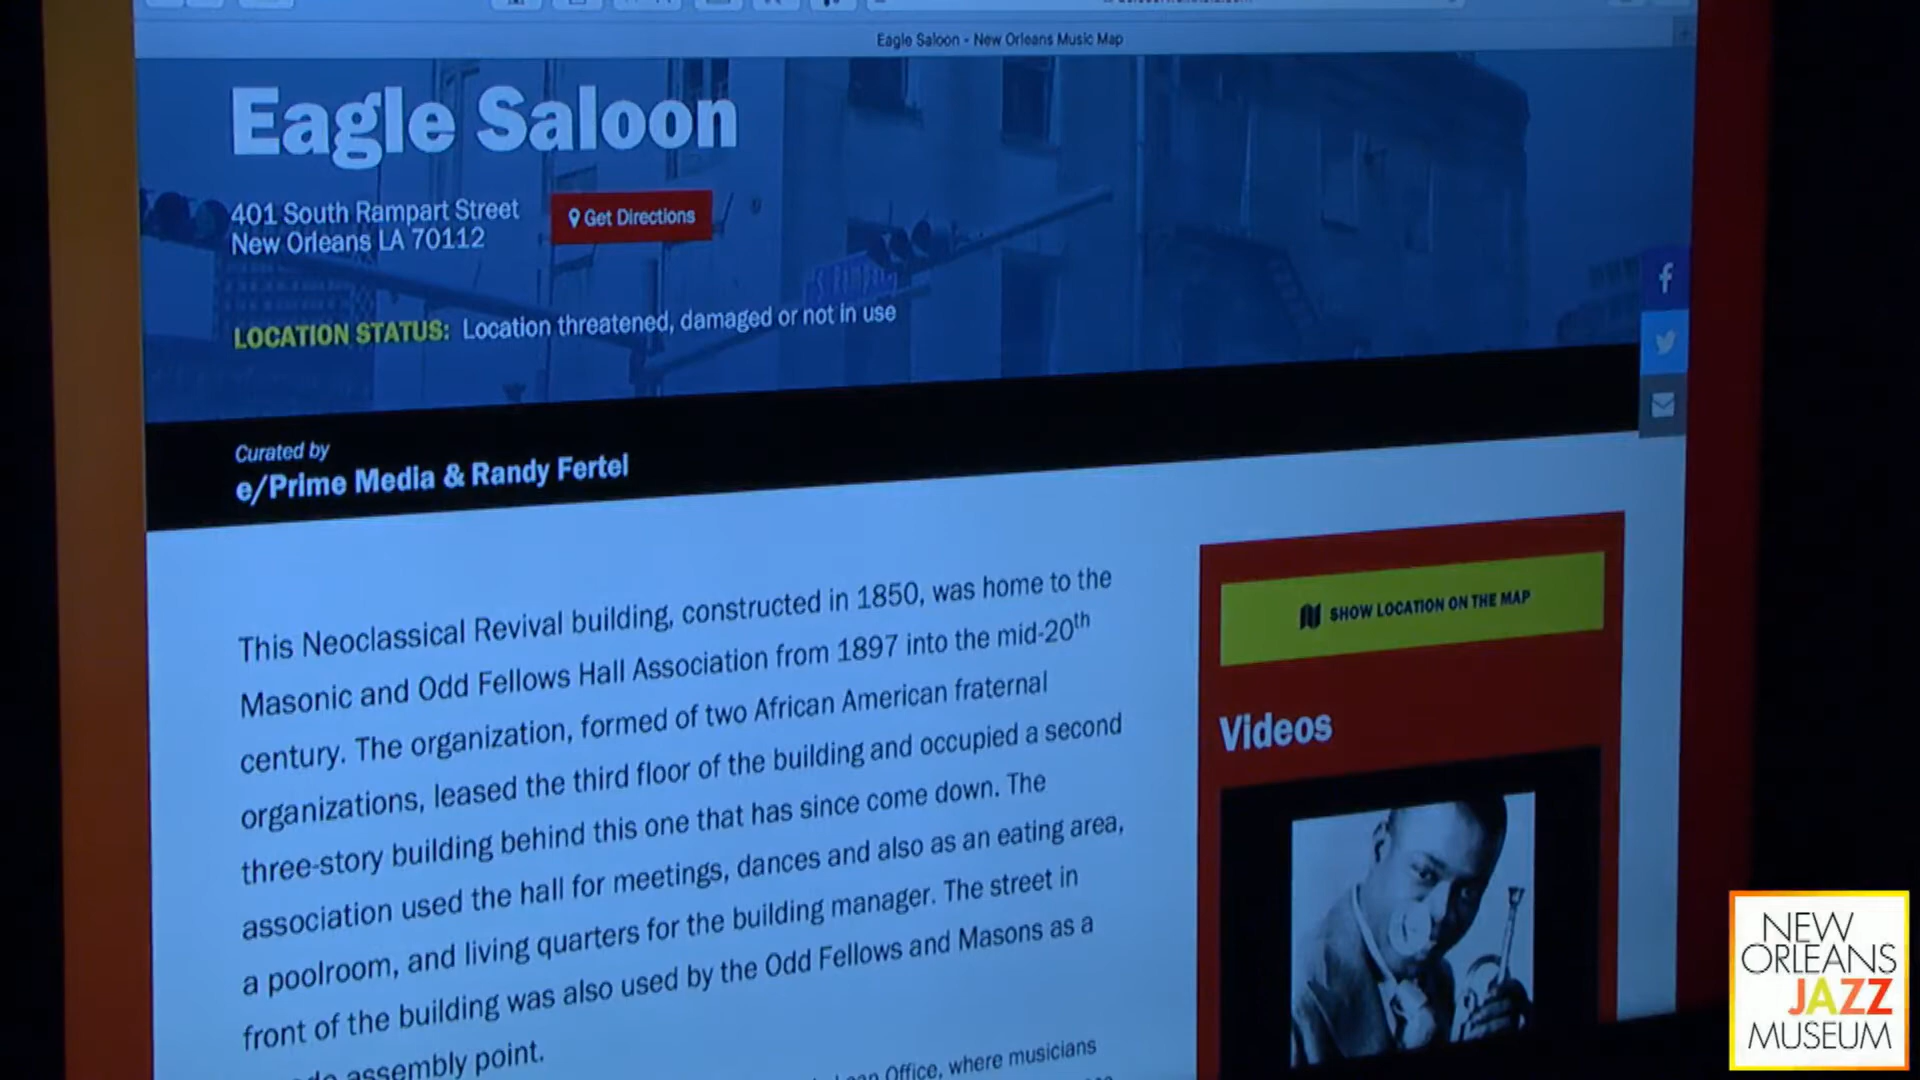 Eagle Saloon - New Orleans Music Map
Eagle Saloon
401 South Rampart Street
New Orleans LA 70112
Get Directions
S. RAMPART
LOCATION STATUS: Location threatened, damaged or not in use
Curated by
e/Prime Media & Randy Fertel
This Neoclassical Revival building, constructed in 1850, was home to the
Masonic and Odd Fellows Hall Association from 1897 into the mid-20th
century. The organization, formed of two African American fraternal
organizations, leased the third floor of the building and occupied a second
three-story building behind this one that has since come down. The
association used the hall for meetings, dances and also as an eating area,
a poolroom, and living quarters for the building manager. The street in
front of the building was also used by the Odd Fellows and Masons as a
assembly point.
Office, where musicians
SHOW LOCATION ON THE MAP
Videos
NEW
ORLEANS
JAZZ
MUSEUM